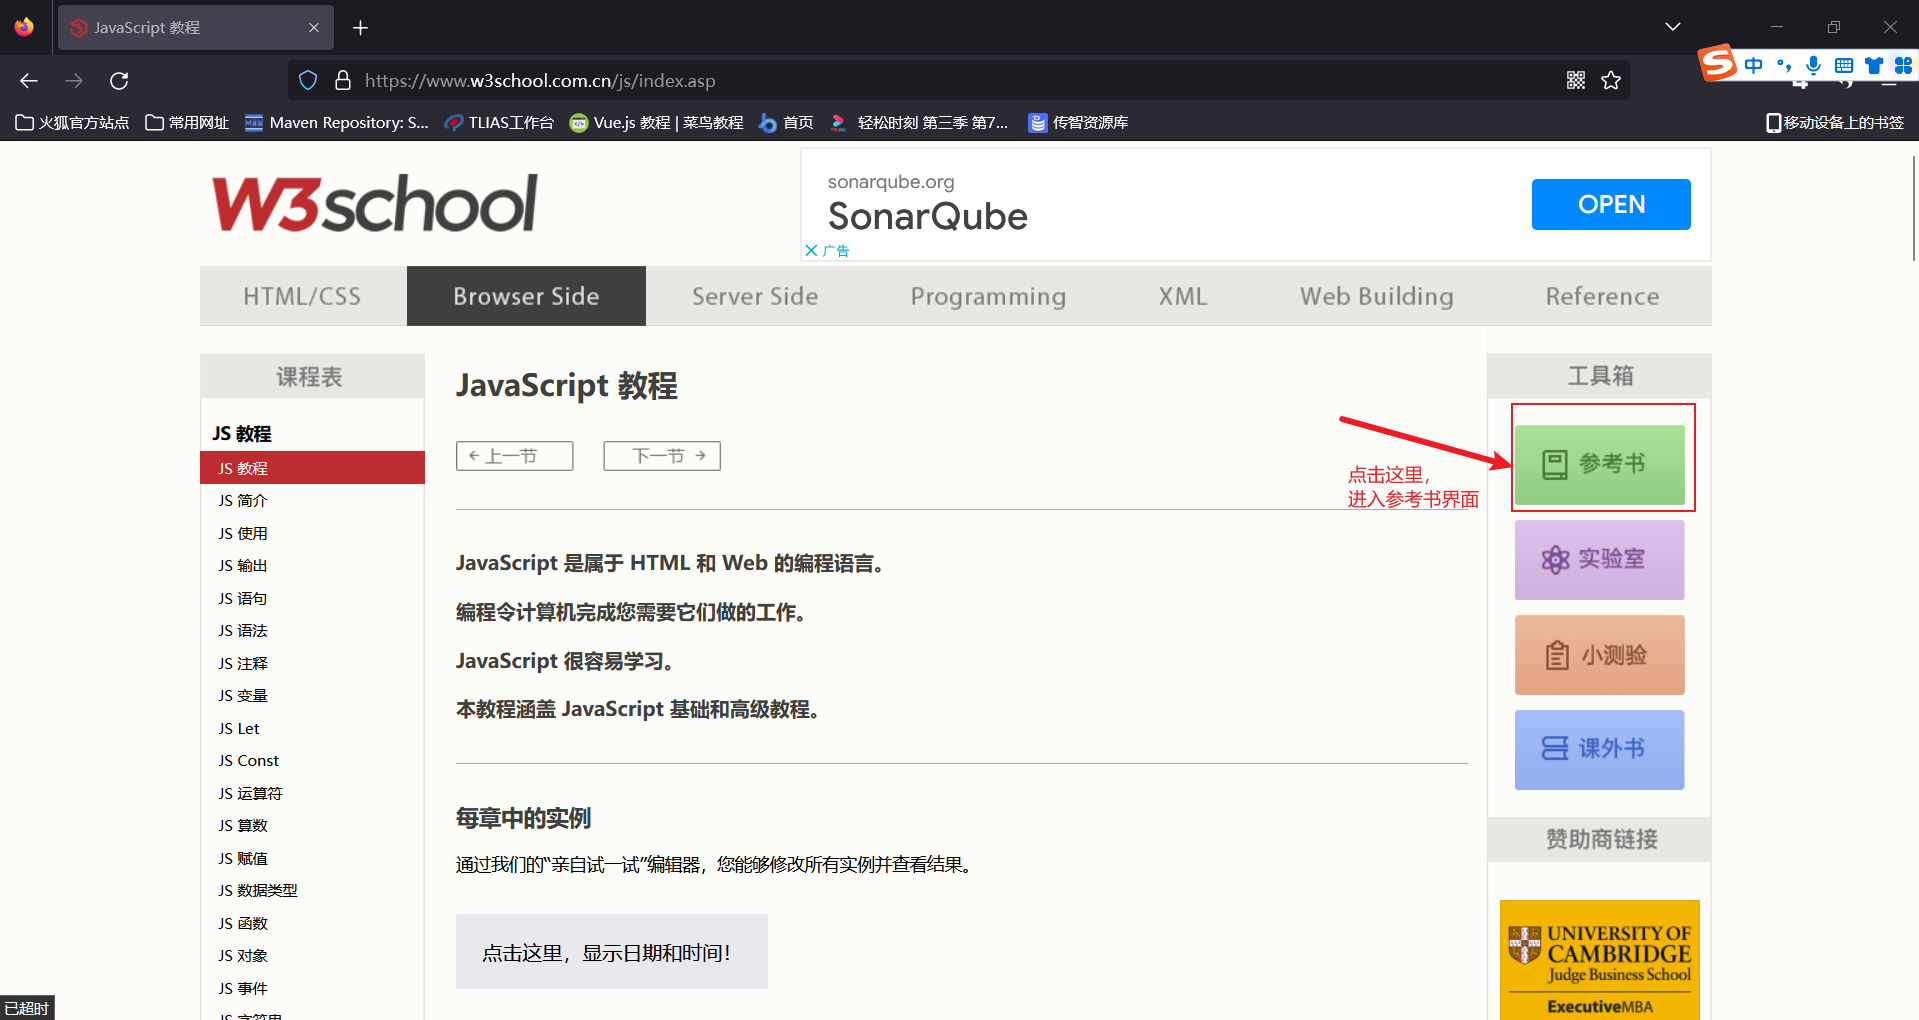 JavaScript 教程
https://www.w3school.com.cn/js/index.asp
中
火狐官方站点
常用网址
Maven Repository: S...
TLIAS工作台
Vue.js 教程 | 菜鸟教程
首页
轻松时刻 第三季 第7...
传智资源库
移动设备上的书签
W3school
sonarqube.org
SonarQube
OPEN
广告
HTML/CSS
Browser Side
Server Side
Programming
XML
Web Building
Reference
课程表
JS 教程
JS 教程
JS 简介
JS 使用
JS 输出
JS 语句
JS 语法
JS 注释
JS 变量
JS Let
JS Const
JS 运算符
JS 算数
JS 赋值
JS 数据类型
JS 函数
JS 对象
JS 事件
JS 字符串
已超时
JavaScript 教程
上一节
下一节
JavaScript 是属于 HTML 和 Web 的编程语言。
编程令计算机完成您需要它们做的工作。
JavaScript 很容易学习。
本教程涵盖 JavaScript 基础和高级教程。
每章中的实例
通过我们的“亲自试一试”编辑器，您能够修改所有实例并查看结果。
点击这里，显示日期和时间！
点击这里，
进入参考书界面
工具箱
参考书
实验室
小测验
课外书
赞助商链接
UNIVERSITY OF
CAMBRIDGE
Judge Business School
ExecutiveMBA